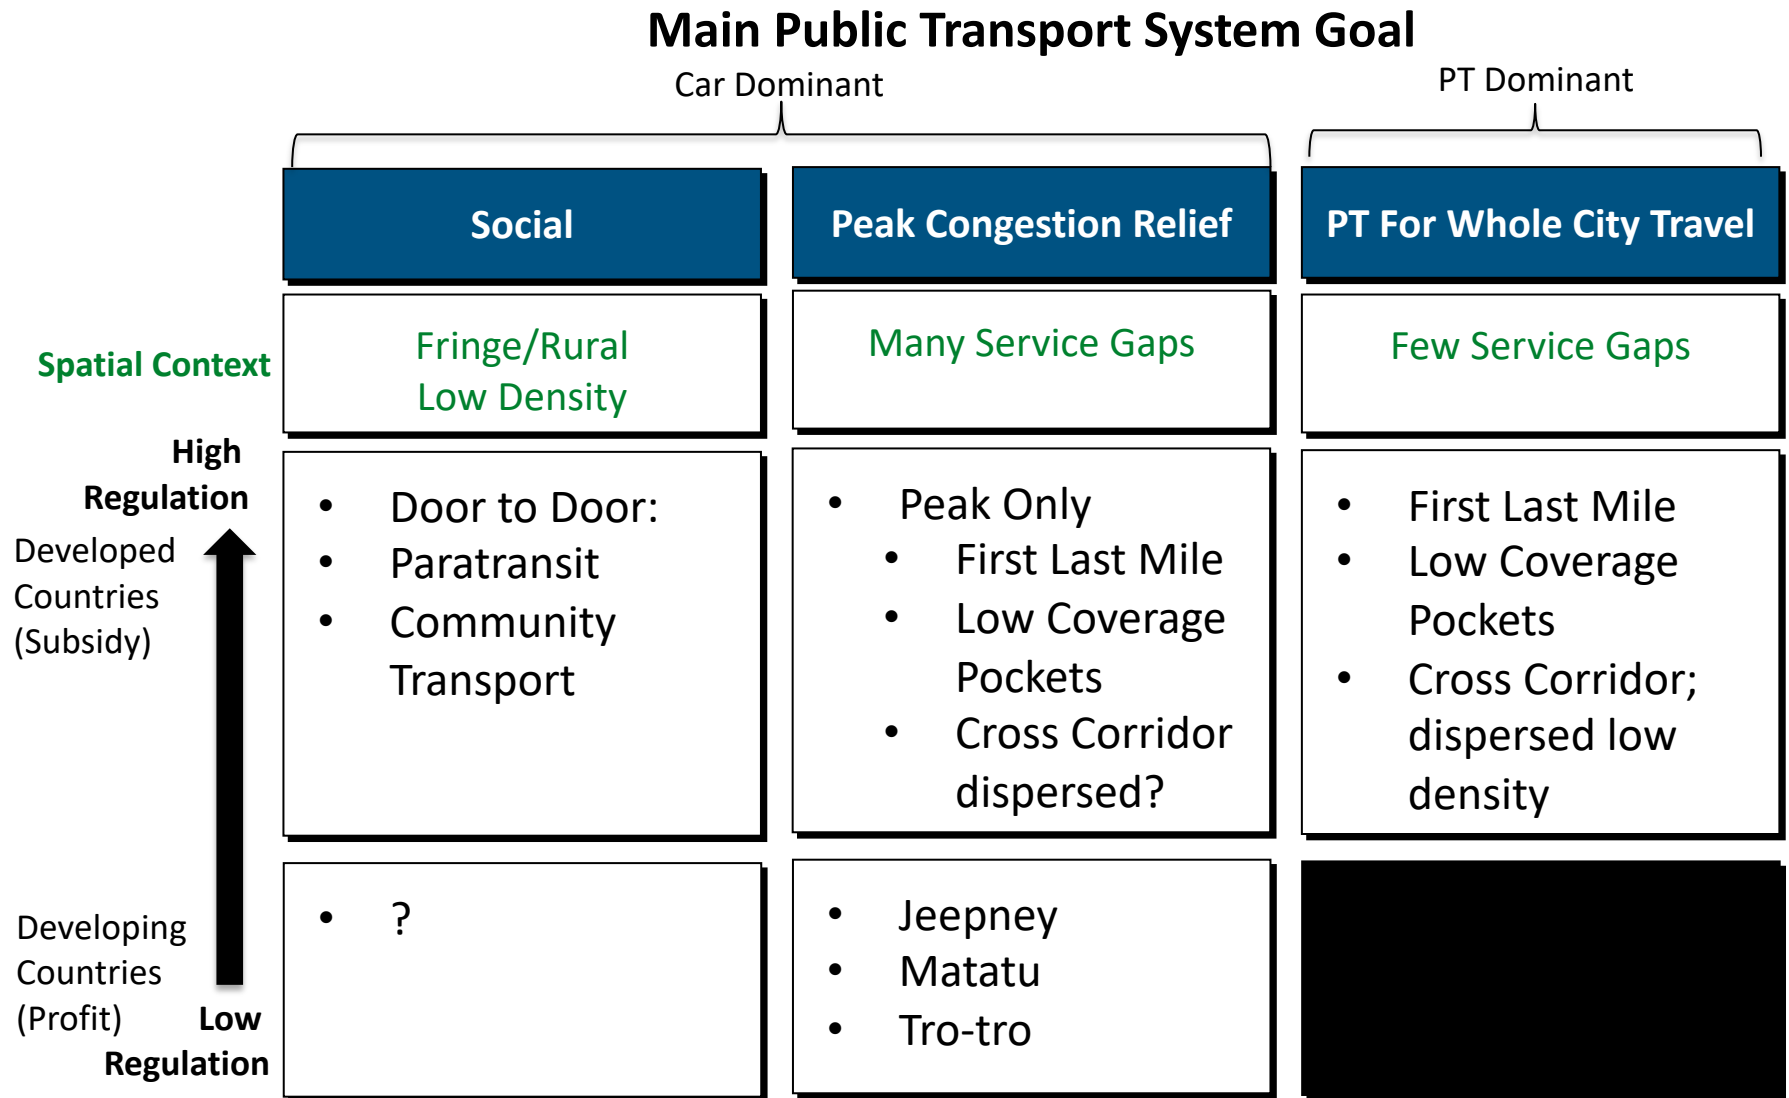 Main Public Transport System Goal
Car Dominant
PT Dominant
Social
Peak Congestion Relief
PT For Whole City Travel
Spatial Context
Fringe/Rural
Low Density
Many Service Gaps
Few Service Gaps
High
Regulation
Developed
Countries
(Subsidy)
• Door to Door:
• Paratransit
• Community
Transport
• Peak Only
• First Last Mile
• Low Coverage
Pockets
• Cross Corridor
dispersed?
• First Last Mile
• Low Coverage
Pockets
• Cross Corridor;
dispersed low
density
Developing
Countries
(Profit)
Low
Regulation
• ?
• Jeepney
• Matatu
• Tro-tro